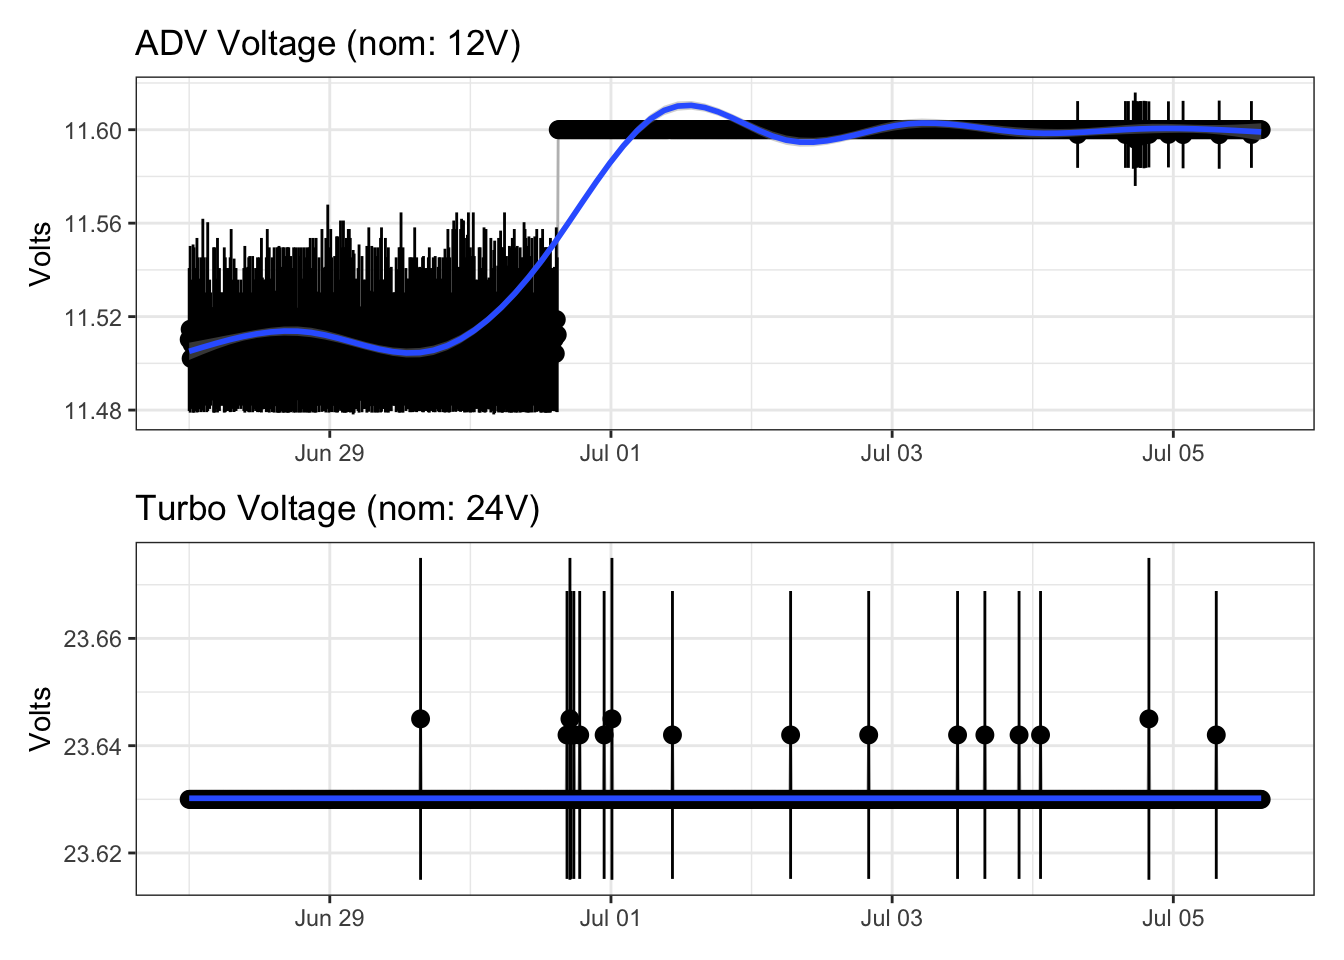 ADV Voltage (nom: 12V)
Volts
11.60
11.56
11.52
11.48
Jun 29 Jul 01 Jul 03 Jul 05
Turbo Voltage (nom: 24V)
Volts
23.66
23.64
23.62
Jun 29 Jul 01 Jul 03 Jul 05